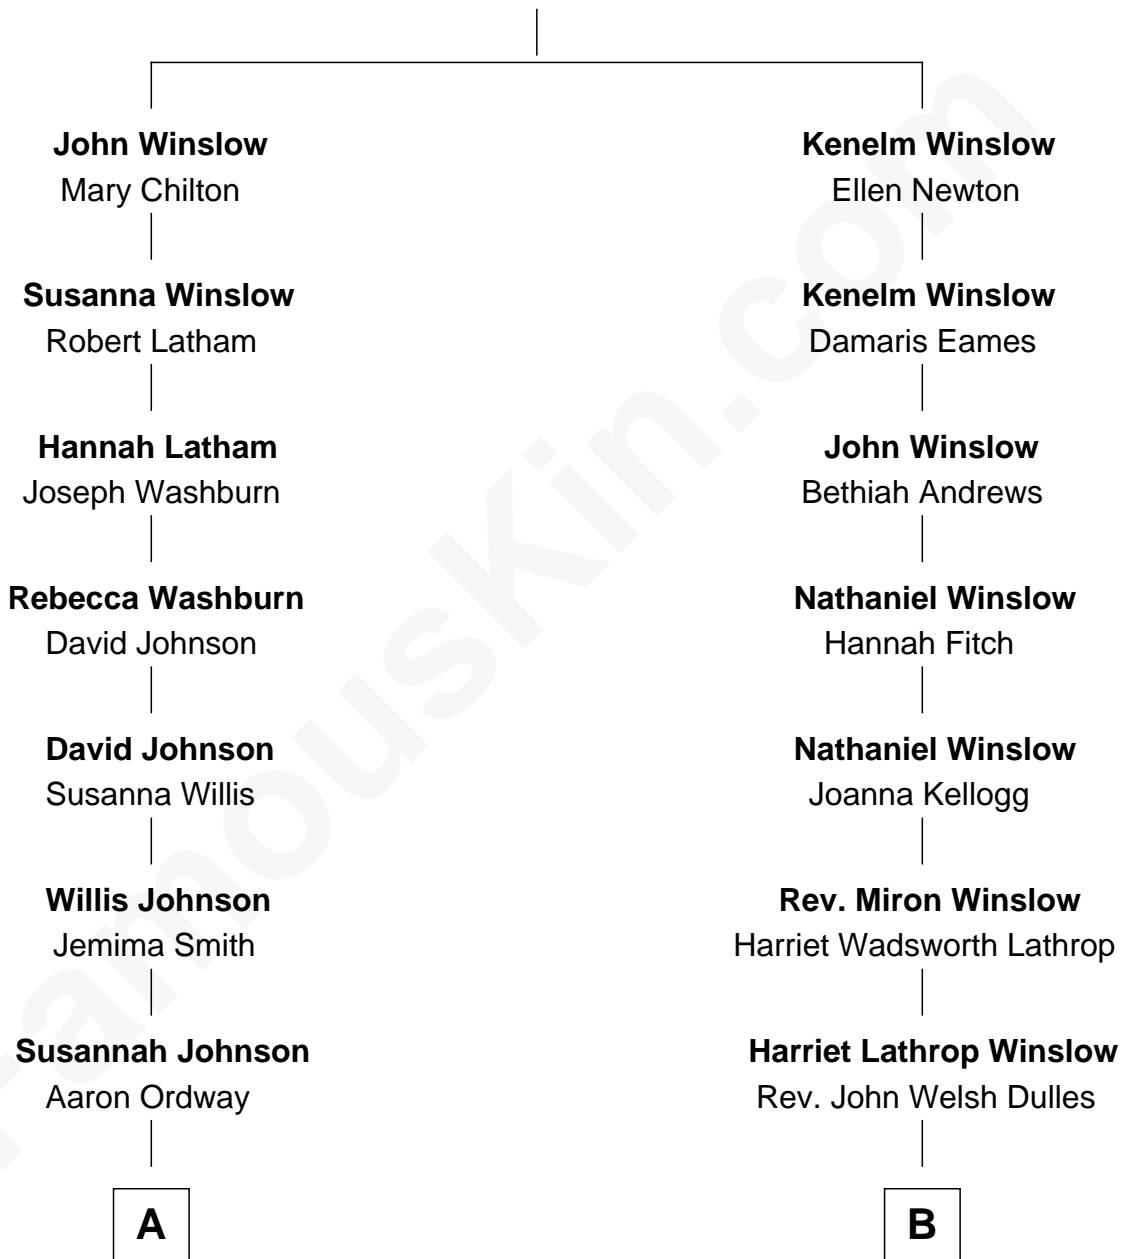 John Winslow
Mary Chilton
Kenelm Winslow
Ellen Newton
Susanna Winslow
Robert Latham
Kenelm Winslow
Damaris Eames
Hannah Latham
Joseph Washburn
John Winslow
Bethiah Andrews
Rebecca Washburn
David Johnson
Nathaniel Winslow
Hannah Fitch
David Johnson
Susanna Willis
Nathaniel Winslow
Joanna Kellogg
Willis Johnson
Jemima Smith
Rev. Miron Winslow
Harriet Wadsworth Lathrop
Susannah Johnson
Aaron Ordway
Harriet Lathrop Winslow
Rev. John Welsh Dulles
A
B
FamousKin.com